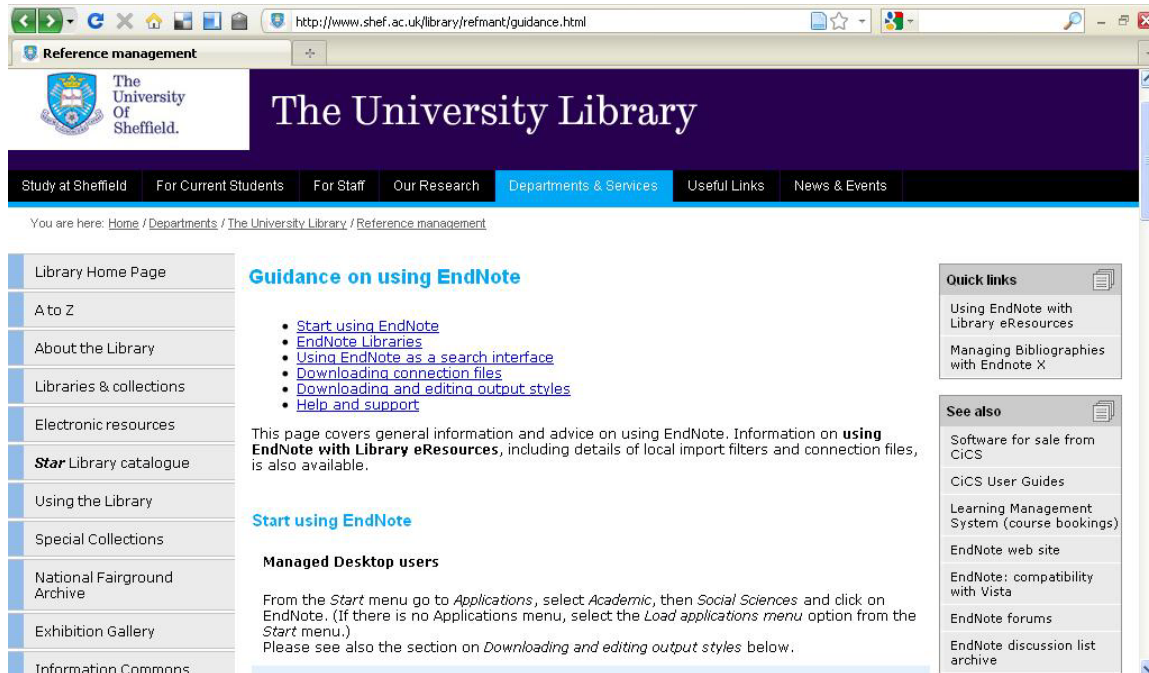 http://www.shef.ac.uk/library/refmant/guidance.html
Reference management
The
University
Of
Sheffield.
The University Library
Study at Sheffield
For Current Students
For Staff
Our Research
Departments & Services
Useful Links
News & Events
You are here: Home / Departments / The University Library / Reference management
Library Home Page
A to Z
About the Library
Libraries & collections
Electronic resources
Star Library catalogue
Using the Library
Special Collections
National Fairground
Archive
Exhibition Gallery
Information Commons
Guidance on using EndNote
• Start using EndNote
• EndNote Libraries
• Using EndNote as a search interface
• Downloading connection files
• Downloading and editing output styles
• Help and support
This page covers general information and advice on using EndNote. Information on using
EndNote with Library eResources, including details of local import filters and connection files,
is also available.
Start using EndNote
Managed Desktop users
From the Start menu go to Applications, select Academic, then Social Sciences and click on
EndNote. (If there is no Applications menu, select the Load applications menu option from the
Start menu.)
Please see also the section on Downloading and editing output styles below.
Quick links
Using EndNote with
Library eResources
Managing Bibliographies
with Endnote X
See also
Software for sale from
CiCS
CiCS User Guides
Learning Management
System (course bookings)
EndNote web site
EndNote: compatibility
with Vista
EndNote forums
EndNote discussion list
archive